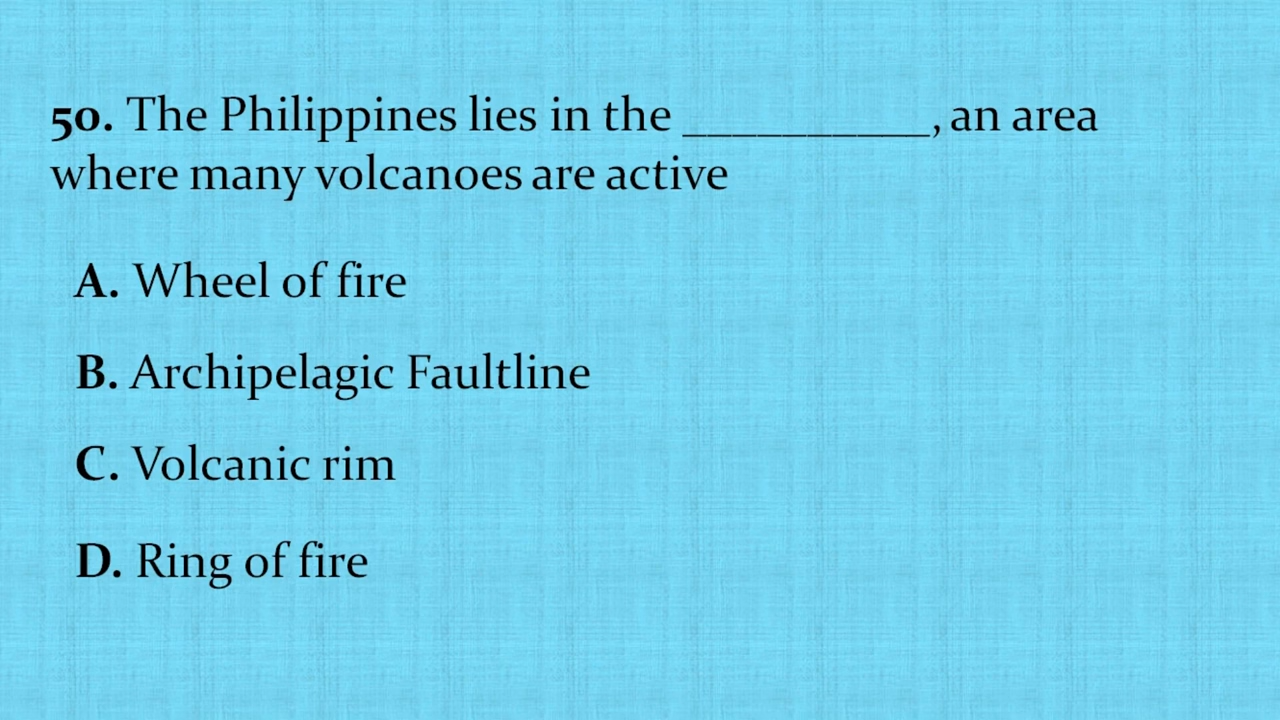 50. The Philippines lies in the __________, an area
where many volcanoes are active
A. Wheel of fire
B. Archipelagic Faultline
C. Volcanic rim
D. Ring of fire